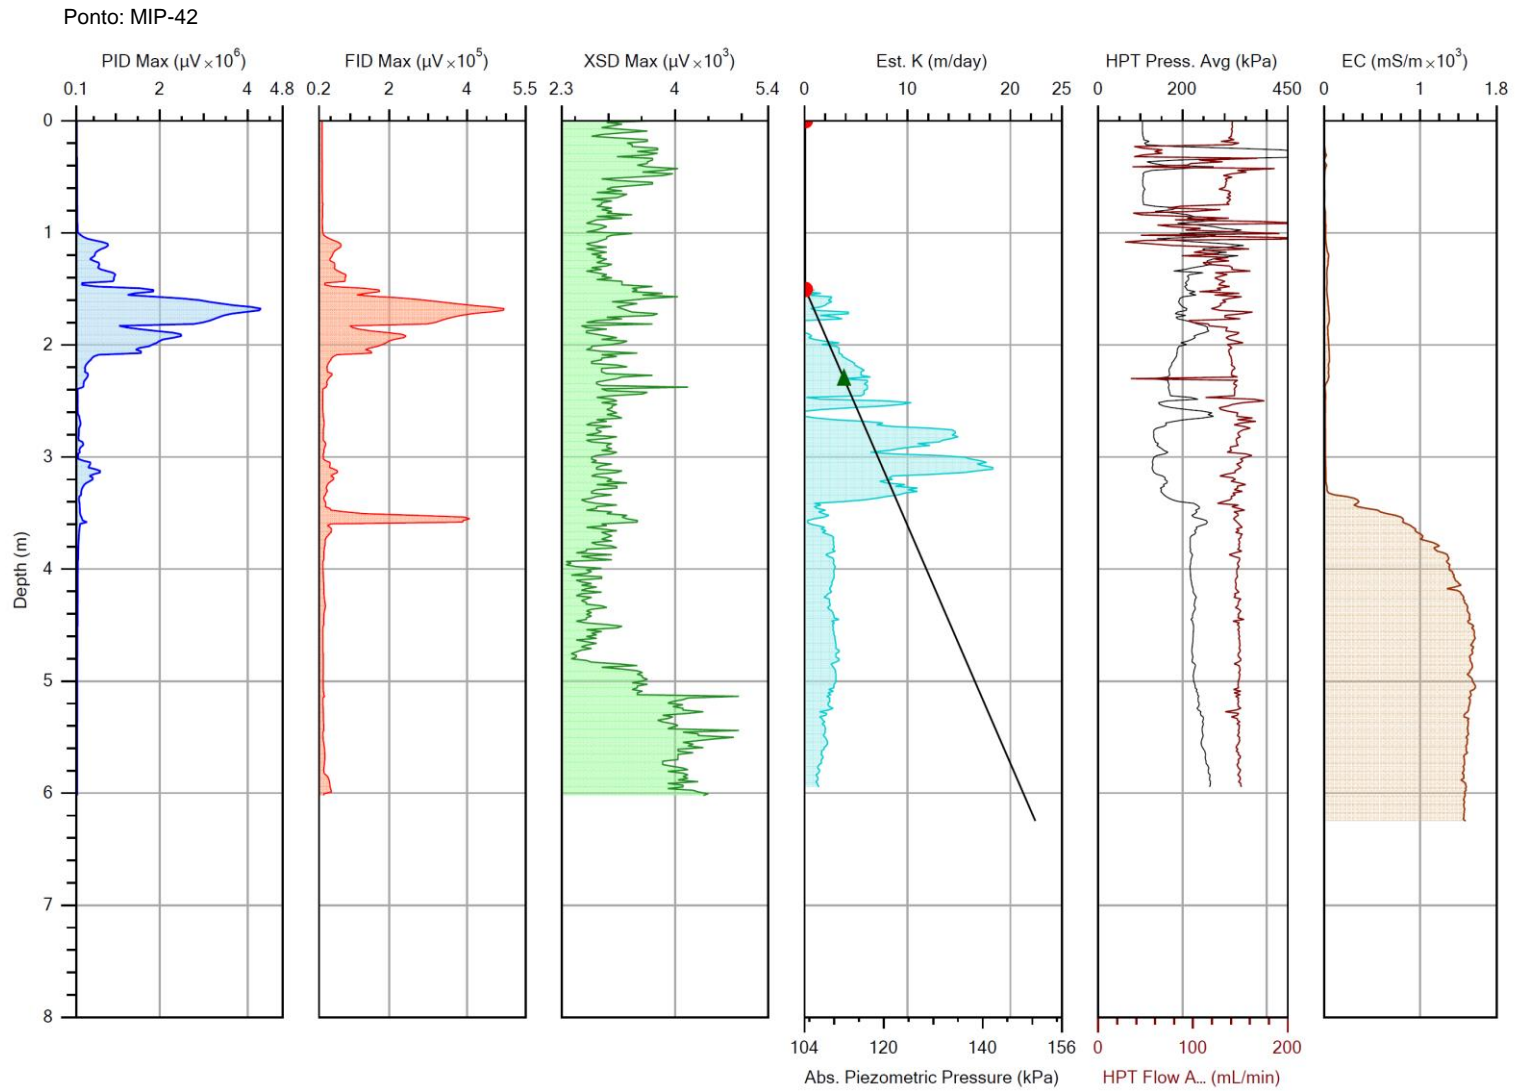 Ponto: MIP-42
PID Max (µV×10⁶) FID Max (µV×10⁵) XSD Max (µV×10³) Est. K (m/day) HPT Press. Avg (kPa) EC (mS/m×10³)
0.1 2 4 4.8 0.2 2 4 5.5 2.3 4 5.4 0 10 20 25 0 200 450 0 1 1.8
0
1
2
3
4
5
6
7
8
Depth (m)
104 120 140 156 0 100 200
Abs. Piezometric Pressure (kPa) HPT Flow A... (mL/min)